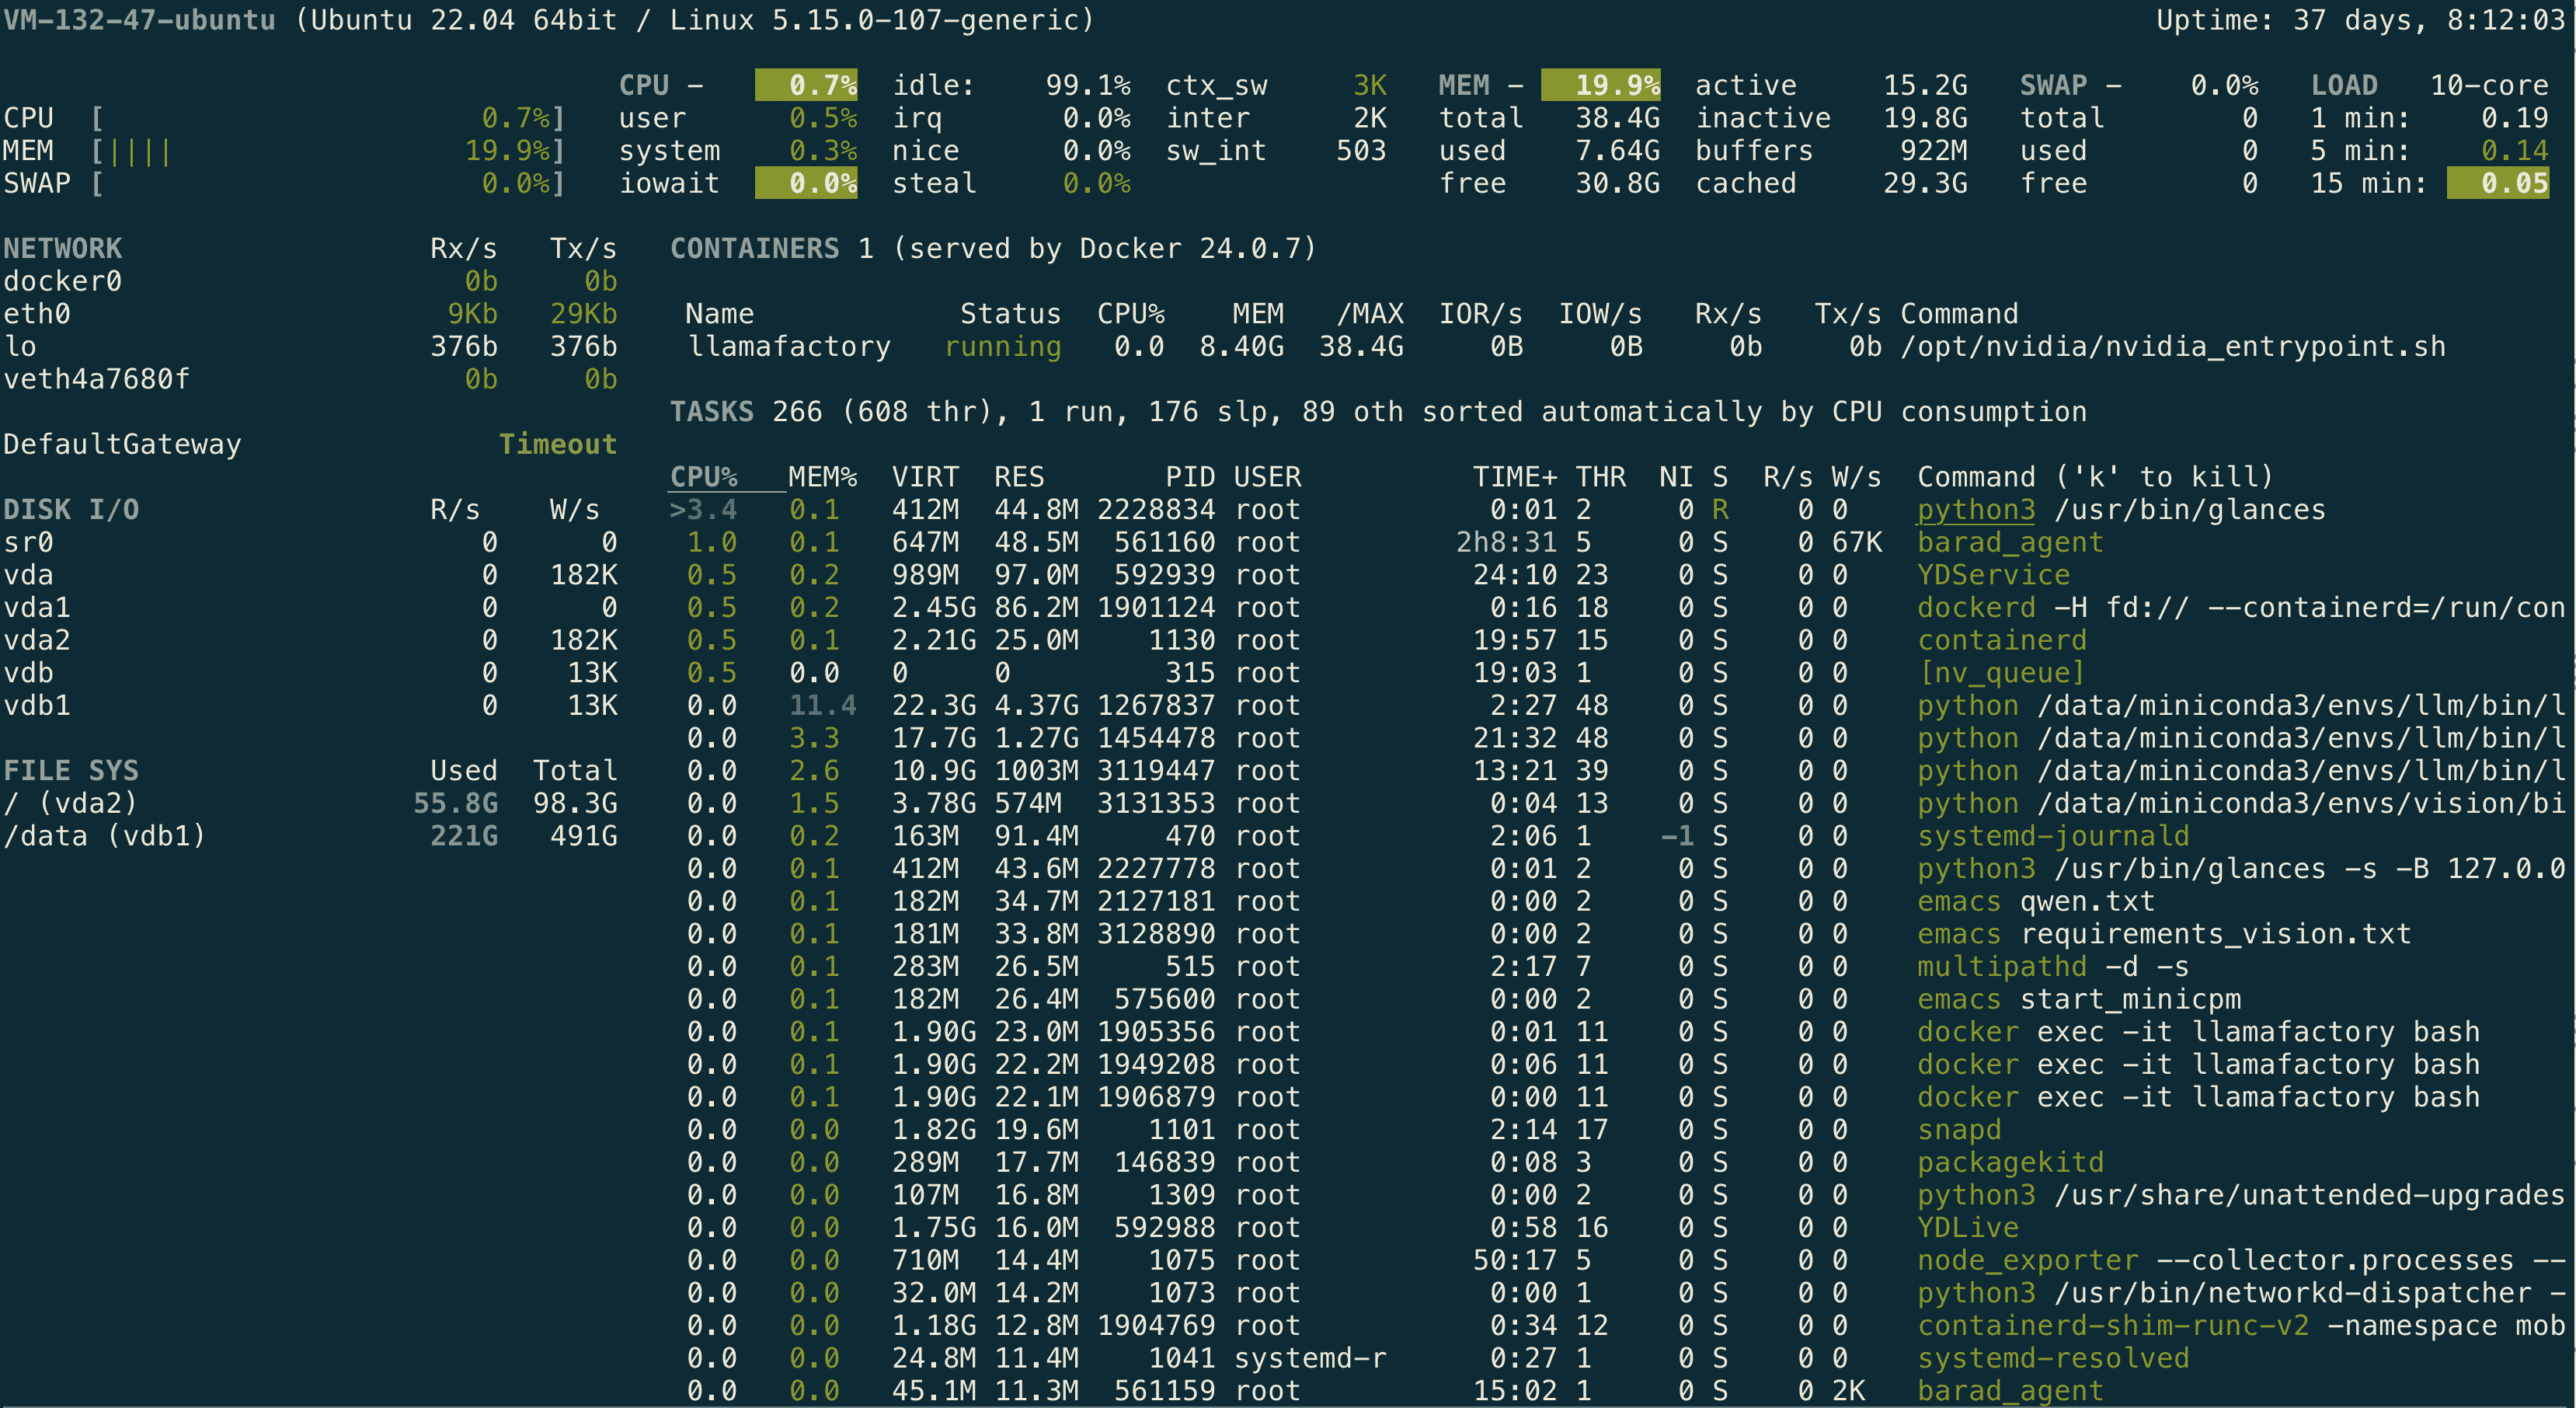 VM-132-47-ubuntu (Ubuntu 22.04 64bit / Linux 5.15.0-107-generic) Uptime: 37 days, 8:12:03
CPU - 0.7% idle: 99.1% ctx_sw 3K MEM - 19.9% active 15.2G SWAP - 0.0% LOAD 10-core
CPU [ 0.7%] user 0.5% irq 0.0% inter 2K total 38.4G inactive 19.8G total 0 1 min: 0.19
MEM [|||| 19.9%] system 0.3% nice 0.0% sw_int 503 used 7.64G buffers 922M used 0 5 min: 0.14
SWAP [ 0.0%] iowait 0.0% steal 0.0% free 30.8G cached 29.3G free 0 15 min: 0.05
NETWORK Rx/s Tx/s
docker0 0b 0b
eth0 9Kb 29Kb
lo 376b 376b
veth4a7680f 0b 0b
DefaultGateway Timeout
DISK I/O R/s W/s
sr0 0 0
vda 0 182K
vda1 0 0
vda2 0 182K
vdb 0 13K
vdb1 0 13K
FILE SYS Used Total
/ (vda2) 55.8G 98.3G
/data (vdb1) 221G 491G
CONTAINERS 1 (served by Docker 24.0.7)
Name Status CPU% MEM /MAX IOR/s IOW/s Rx/s Tx/s Command
llamafactory running 0.0 8.40G 38.4G 0B 0B 0b 0b /opt/nvidia/nvidia_entrypoint.sh
TASKS 266 (608 thr), 1 run, 176 slp, 89 oth sorted automatically by CPU consumption
CPU% MEM% VIRT RES PID USER TIME+ THR NI S R/s W/s Command ('k' to kill)
>3.4 0.1 412M 44.8M 2228834 root 0:01 2 0 R 0 0 python3 /usr/bin/glances
1.0 0.1 647M 48.5M 561160 root 2h8:31 5 0 S 0 67K barad_agent
0.5 0.2 989M 97.0M 592939 root 24:10 23 0 S 0 0 YDService
0.5 0.2 2.45G 86.2M 1901124 root 0:16 18 0 S 0 0 dockerd -H fd:// --containerd=/run/con
0.5 0.1 2.21G 25.0M 1130 root 19:57 15 0 S 0 0 containerd
0.5 0.0 0 0 315 root 19:03 1 0 S 0 0 [nv_queue]
0.0 11.4 22.3G 4.37G 1267837 root 2:27 48 0 S 0 0 python /data/miniconda3/envs/llm/bin/l
0.0 3.3 17.7G 1.27G 1454478 root 21:32 48 0 S 0 0 python /data/miniconda3/envs/llm/bin/l
0.0 2.6 10.9G 1003M 3119447 root 13:21 39 0 S 0 0 python /data/miniconda3/envs/llm/bin/l
0.0 1.5 3.78G 574M 3131353 root 0:04 13 0 S 0 0 python /data/miniconda3/envs/vision/bi
0.0 0.2 163M 91.4M 470 root 2:06 1 -1 S 0 0 systemd-journald
0.0 0.1 412M 43.6M 2227778 root 0:01 2 0 S 0 0 python3 /usr/bin/glances -s -B 127.0.0
0.0 0.1 182M 34.7M 2127181 root 0:00 2 0 S 0 0 emacs qwen.txt
0.0 0.1 181M 33.8M 3128890 root 0:00 2 0 S 0 0 emacs requirements_vision.txt
0.0 0.1 283M 26.5M 515 root 2:17 7 0 S 0 0 multipathd -d -s
0.0 0.1 182M 26.4M 575600 root 0:00 2 0 S 0 0 emacs start_minicpm
0.0 0.1 1.90G 23.0M 1905356 root 0:01 11 0 S 0 0 docker exec -it llamafactory bash
0.0 0.1 1.90G 22.2M 1949208 root 0:06 11 0 S 0 0 docker exec -it llamafactory bash
0.0 0.1 1.90G 22.1M 1906879 root 0:00 11 0 S 0 0 docker exec -it llamafactory bash
0.0 0.0 1.82G 19.6M 1101 root 2:14 17 0 S 0 0 snapd
0.0 0.0 289M 17.7M 146839 root 0:08 3 0 S 0 0 packagekitd
0.0 0.0 107M 16.8M 1309 root 0:00 2 0 S 0 0 python3 /usr/share/unattended-upgrades
0.0 0.0 1.75G 16.0M 592988 root 0:58 16 0 S 0 0 YDLive
0.0 0.0 710M 14.4M 1075 root 50:17 5 0 S 0 0 node_exporter --collector.processes --
0.0 0.0 32.0M 14.2M 1073 root 0:00 1 0 S 0 0 python3 /usr/bin/networkd-dispatcher -
0.0 0.0 1.18G 12.8M 1904769 root 0:34 12 0 S 0 0 containerd-shim-runc-v2 -namespace mob
0.0 0.0 24.8M 11.4M 1041 systemd-r 0:27 1 0 S 0 0 systemd-resolved
0.0 0.0 45.1M 11.3M 561159 root 15:02 1 0 S 0 2K barad_agent